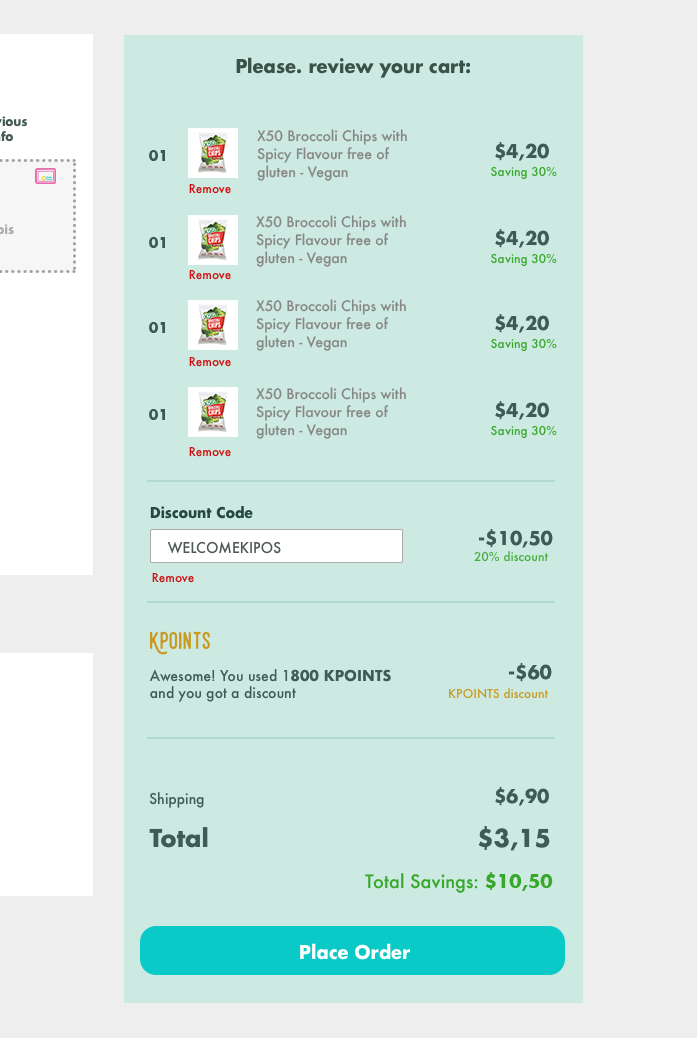 vious
nfo
ois
Please. review your cart:
01
X50 Broccoli Chips with
Spicy Flavour free of
gluten - Vegan
$4,20
Saving 30%
Remove
01
X50 Broccoli Chips with
Spicy Flavour free of
gluten - Vegan
$4,20
Saving 30%
Remove
01
X50 Broccoli Chips with
Spicy Flavour free of
gluten - Vegan
$4,20
Saving 30%
Remove
01
X50 Broccoli Chips with
Spicy Flavour free of
gluten - Vegan
$4,20
Saving 30%
Remove
Discount Code
WELCOMEKIPOS
-$10,50
20% discount
Remove
KPOINTS
Awesome! You used 1800 KPOINTS
and you got a discount
-$60
KPOINTS discount
Shipping
$6,90
Total
$3,15
Total Savings: $10,50
Place Order